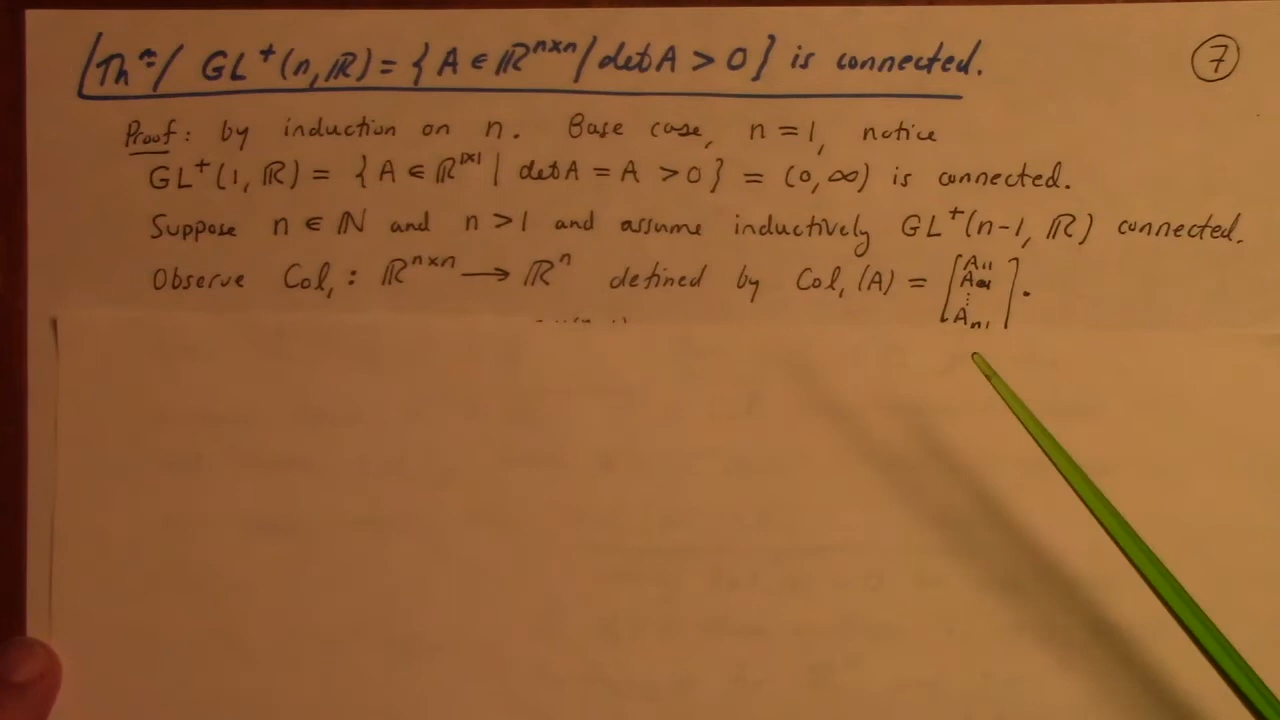 Thm/ GL⁺(n,ℝ) = {A ∈ ℝⁿˣⁿ | det A > 0} is connected. ⑦
Proof: by induction on n. Base case, n = 1, notice
GL⁺(1,ℝ) = {A ∈ ℝ¹ˣ¹ | det A = A > 0} = (0,∞) is connected.
Suppose n ∈ ℕ and n > 1 and assume inductively GL⁺(n-1,ℝ) connected.
Observe Col₁ : ℝⁿˣⁿ → ℝⁿ defined by Col₁(A) = [A₁₁ A₂₁ ⋮ Aₙ₁].